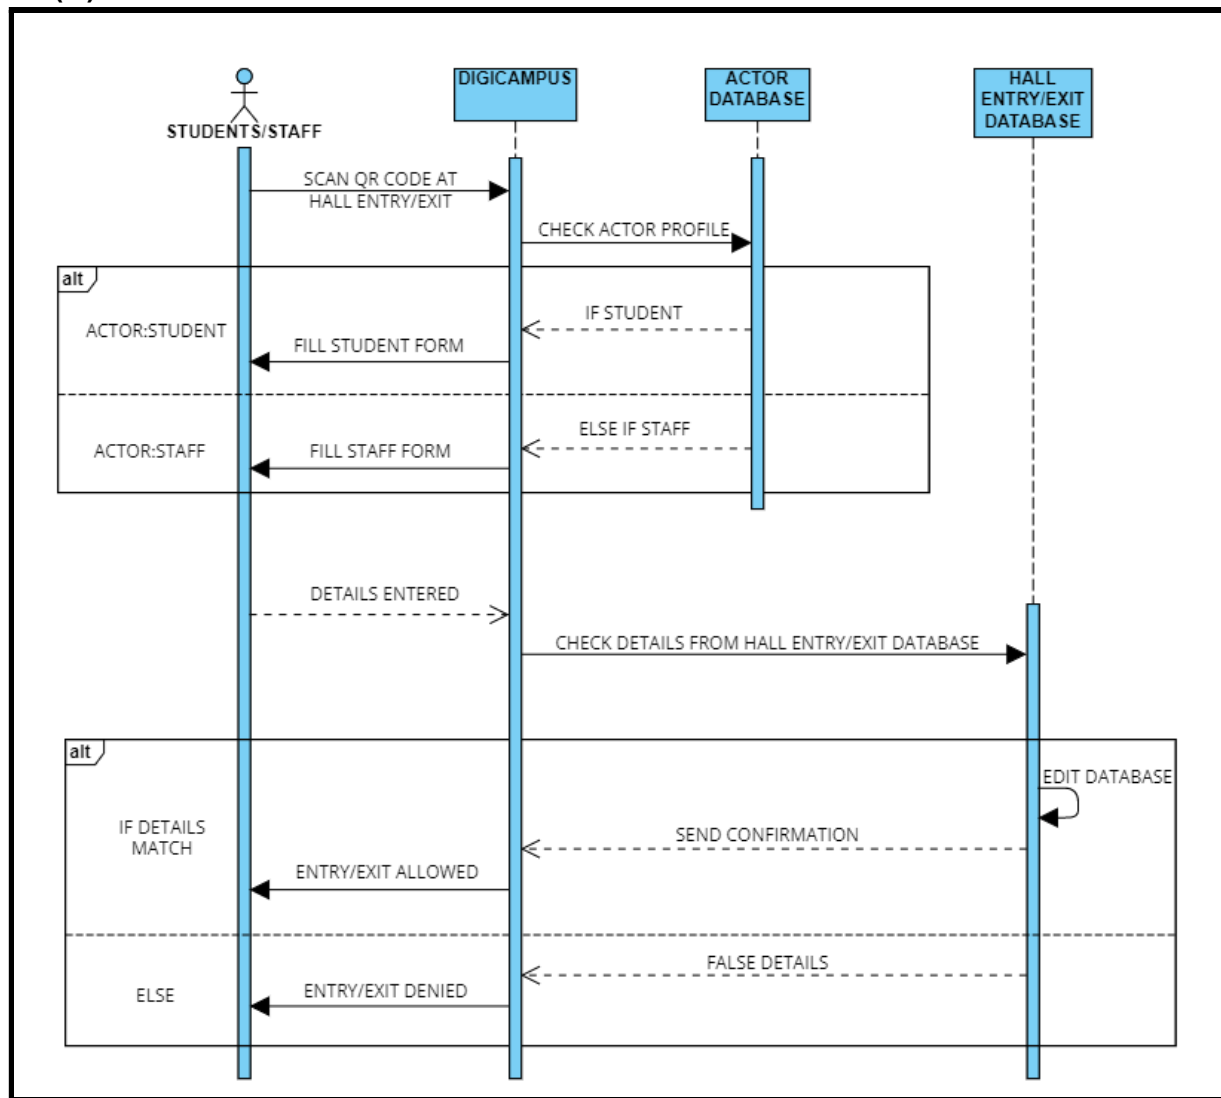 DIGICAMPUS
ACTOR
DATABASE
HALL
ENTRY/EXIT
DATABASE
STUDENTS/STAFF
SCAN QR CODE AT
HALL ENTRY/EXIT
CHECK ACTOR PROFILE
alt
IF STUDENT
ACTOR:STUDENT
FILL STUDENT FORM
ELSE IF STAFF
ACTOR:STAFF
FILL STAFF FORM
DETAILS ENTERED
CHECK DETAILS FROM HALL ENTRY/EXIT DATABASE
alt
EDIT DATABASE
IF DETAILS
MATCH
SEND CONFIRMATION
ENTRY/EXIT ALLOWED
FALSE DETAILS
ELSE
ENTRY/EXIT DENIED